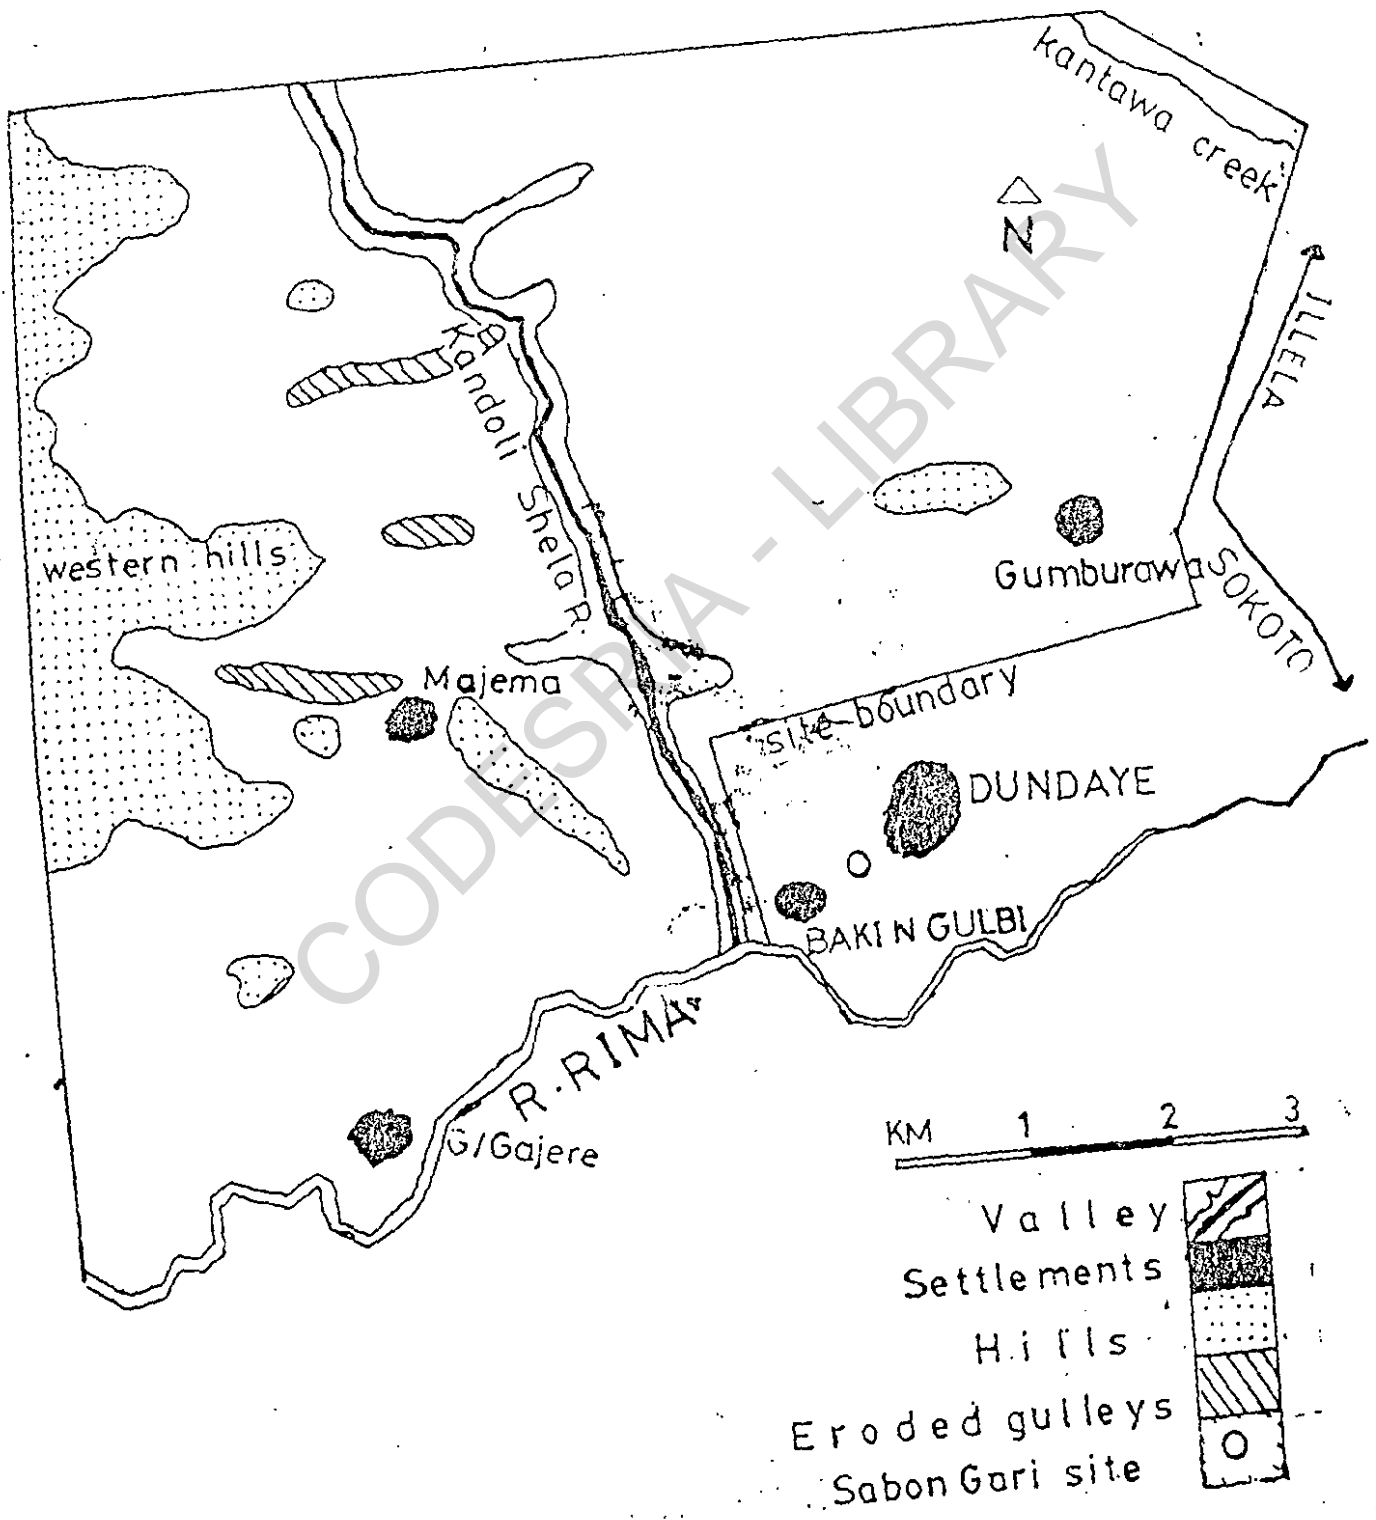 kantawa creek
N
ILLELA
Kandoli Shela R.
western hills
Gumburawa
SOKOTO
Majema
site boundary
DUNDAYE
BAKIN GULBI
R. RIMA
G/Gajere
KM 1 2 3
Valley
Settlements
Hills
Eroded gulleys
Sabon Gari site
CODESRIA - LIBRARY